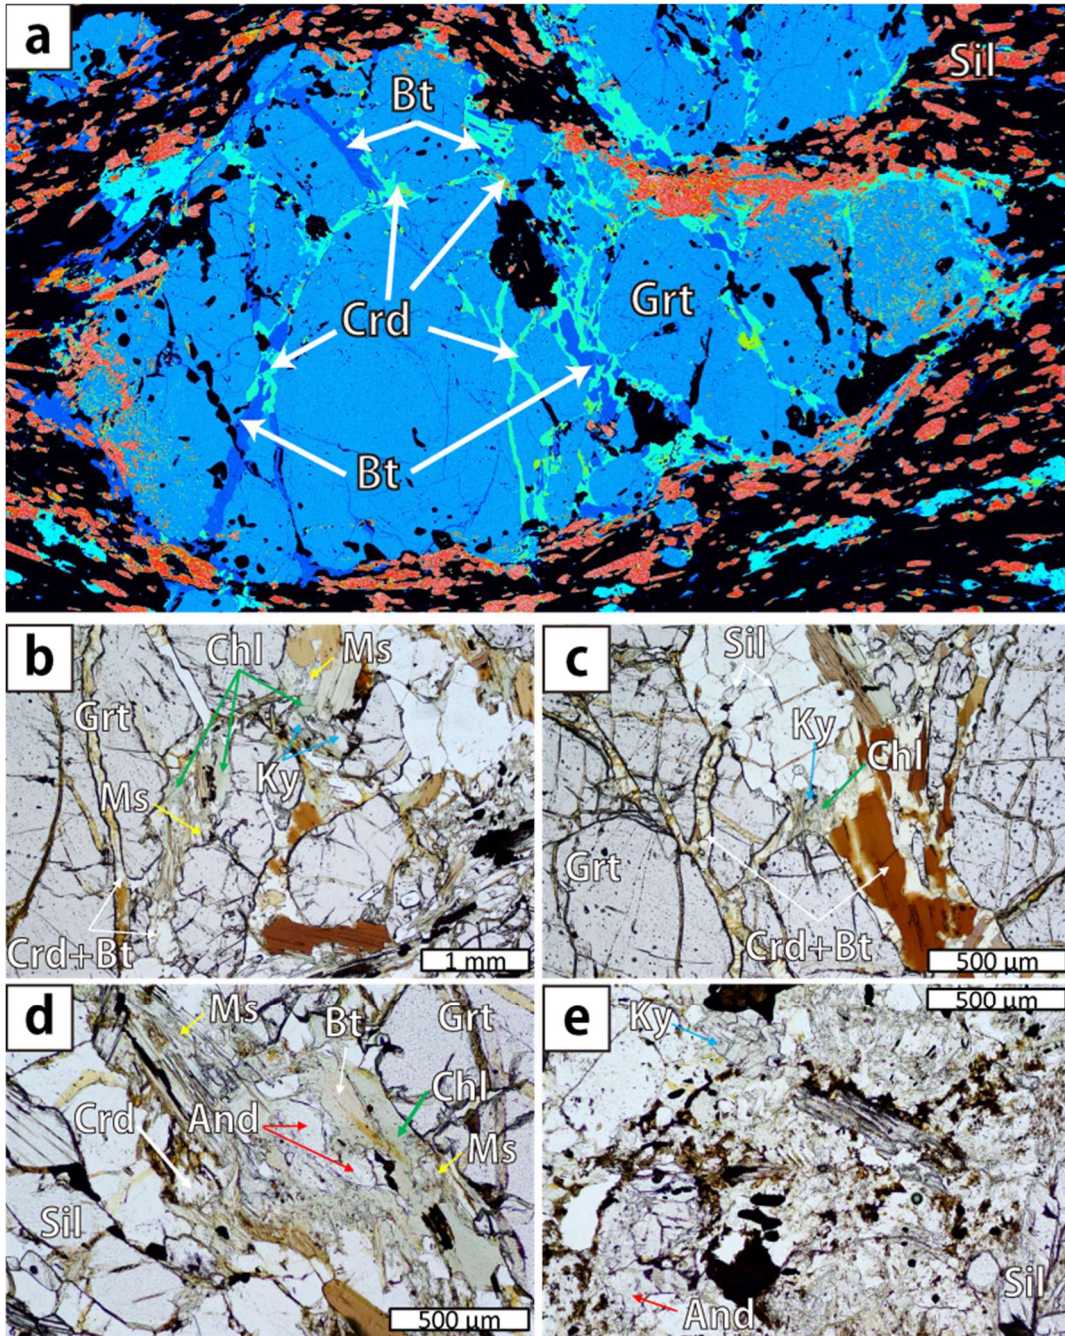 a
Sil
Bt
Crd
Grt
Bt
b
Chl
Ms
Grt
Ky
Ms
Crd+Bt
1 mm
c
Sil
Ky
Chl
Grt
Crd+Bt
500 µm
d
Ms
Bt
Grt
Chl
Crd
And
Ms
Sil
500 µm
e
500 µm
Ky
Sil
And